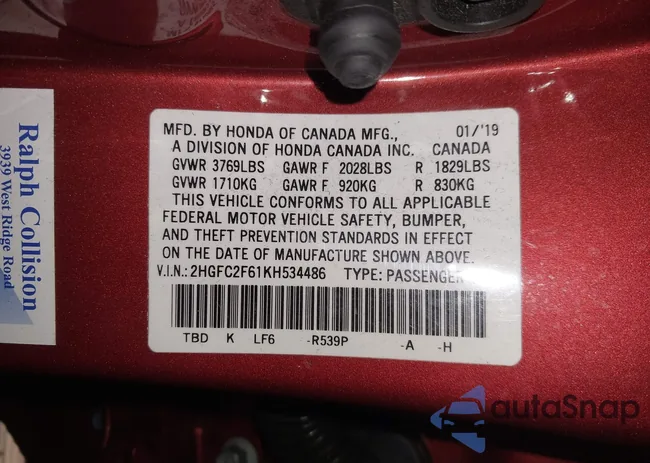 MFD. BY HONDA OF CANADA MFG., 01/'19
A DIVISION OF HONDA CANADA INC. CANADA
GVWR 3769LBS GAWR F 2028LBS R 1829LBS
GVWR 1710KG GAWR F 920KG R 830KG
THIS VEHICLE CONFORMS TO ALL APPLICABLE
FEDERAL MOTOR VEHICLE SAFETY, BUMPER,
AND THEFT PREVENTION STANDARDS IN EFFECT
ON THE DATE OF MANUFACTURE SHOWN ABOVE.
V.I.N.: 2HGFC2F61KH534486 TYPE: PASSENGER
TBD K LF6 -R539P -A -H
Ralph Collision
3939 West Ridge Road
autoSnap